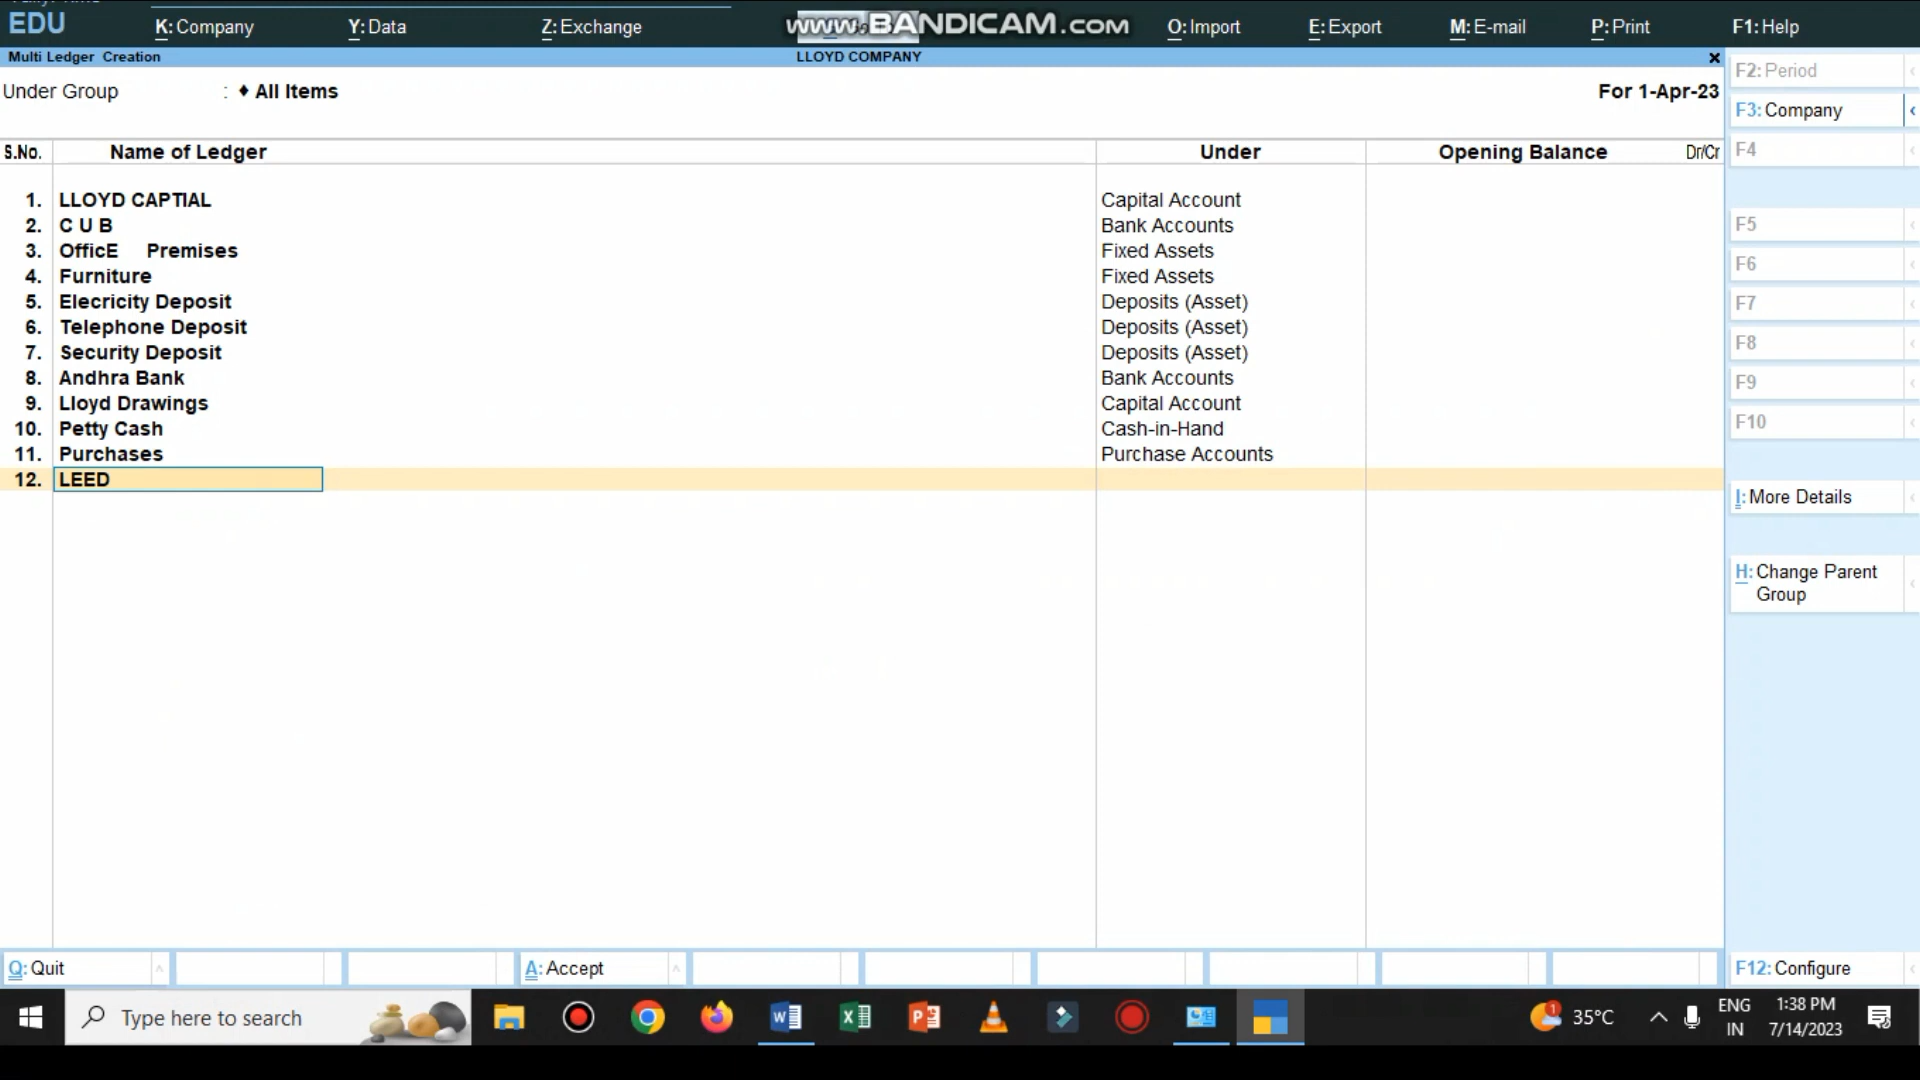 EDU
K: Company
Y: Data
Z: Exchange
www.BANDICAM.com
O: Import
E: Export
M: E-mail
P: Print
F1: Help
Multi Ledger Creation
LLOYD COMPANY
Under Group : ♦ All Items
For 1-Apr-23
S.No. Name of Ledger Under Opening Balance Dr/Cr
1. LLOYD CAPTIAL Capital Account
2. C U B Bank Accounts
3. OfficE Premises Fixed Assets
4. Furniture Fixed Assets
5. Elecricity Deposit Deposits (Asset)
6. Telephone Deposit Deposits (Asset)
7. Security Deposit Deposits (Asset)
8. Andhra Bank Bank Accounts
9. Lloyd Drawings Capital Account
10. Petty Cash Cash-in-Hand
11. Purchases Purchase Accounts
12. LEED
F2: Period
F3: Company
F4
F5
F6
F7
F8
F9
F10
I: More Details
H: Change Parent
Group
Q: Quit
A: Accept
F12: Configure
Type here to search
1
35°C
ENG
IN
1:38 PM
7/14/2023